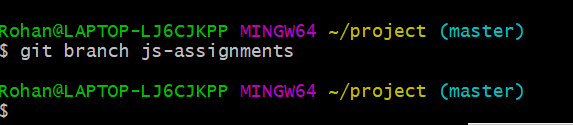 Rohan@LAPTOP-LJ6CJKPP MINGW64 ~/project (master)
$ git branch js-assignments
Rohan@LAPTOP-LJ6CJKPP MINGW64 ~/project (master)
$